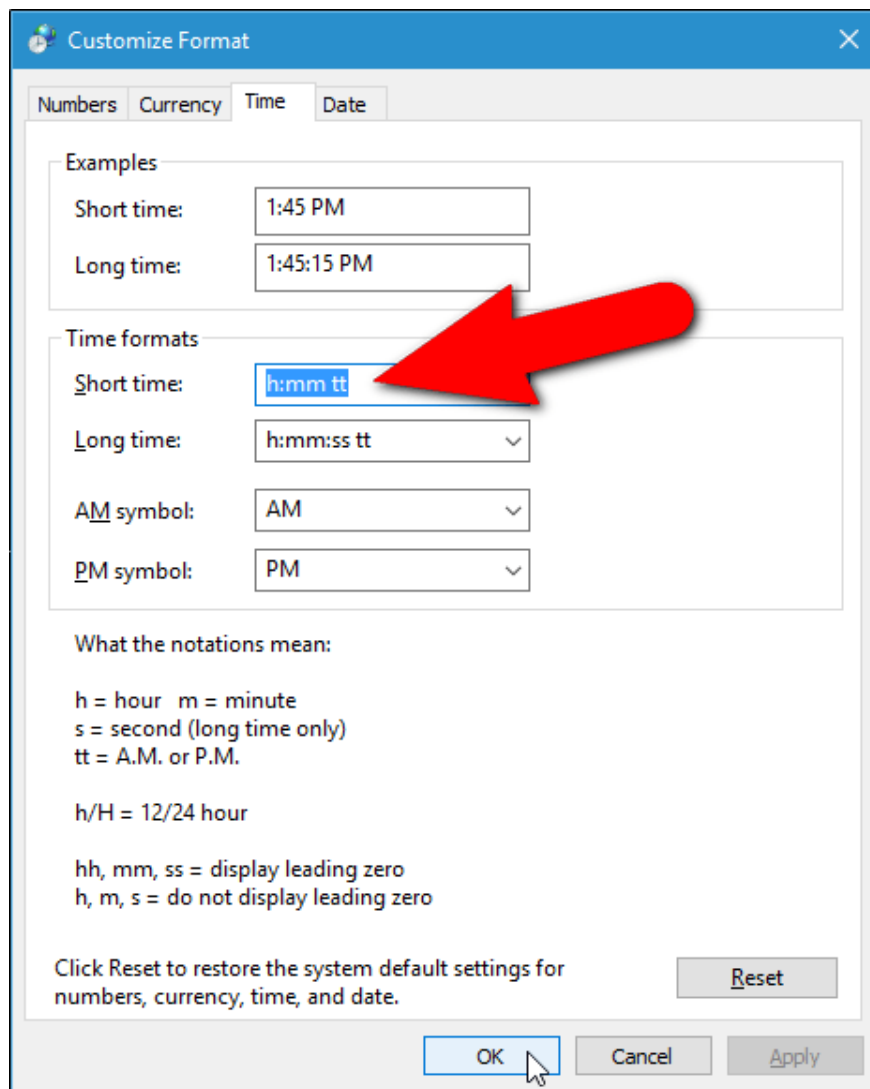 Customize Format
Numbers Currency Time Date
Examples
Short time: 1:45 PM
Long time: 1:45:15 PM
Time formats
Short time: h:mm tt
Long time: h:mm:ss tt
AM symbol: AM
PM symbol: PM
What the notations mean:
h = hour m = minute
s = second (long time only)
tt = A.M. or P.M.
h/H = 12/24 hour
hh, mm, ss = display leading zero
h, m, s = do not display leading zero
Click Reset to restore the system default settings for
numbers, currency, time, and date.
Reset
OK Cancel Apply